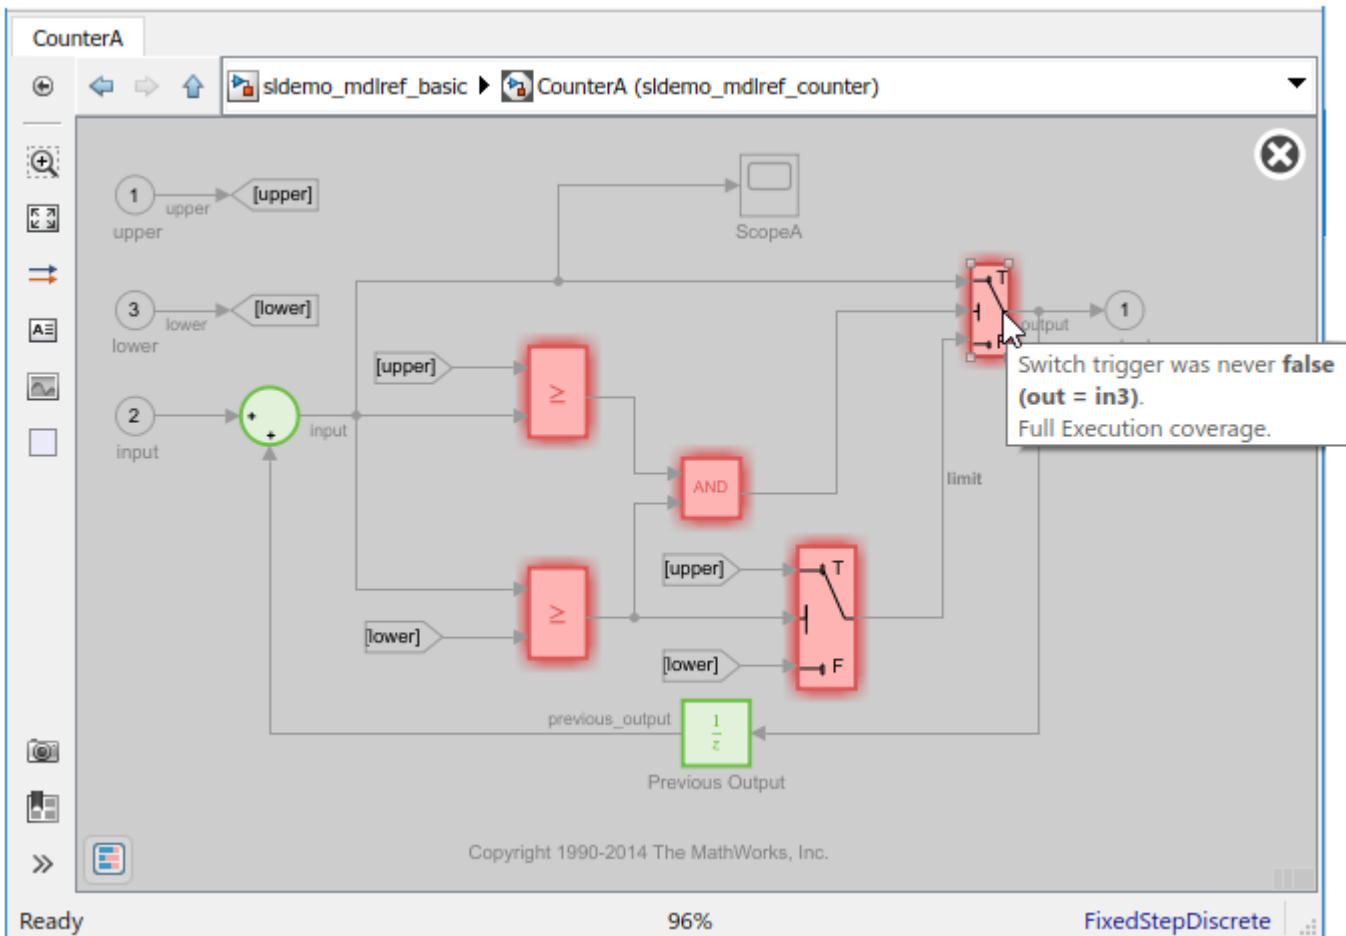 CounterA
sldemo_mdlref_basic CounterA (sldemo_mdlref_counter)
1 [upper]
upper
upper
ScopeA
T
3 [lower]
lower
lower
1
output
F
Switch trigger was never false
(out = in3).
Full Execution coverage.
[upper]
≥
2
+
+
input
input
AND
limit
[upper] T
≥
[lower]
[lower] F
previous_output
1
z
Previous Output
Copyright 1990-2014 The MathWorks, Inc.
Ready 96% FixedStepDiscrete